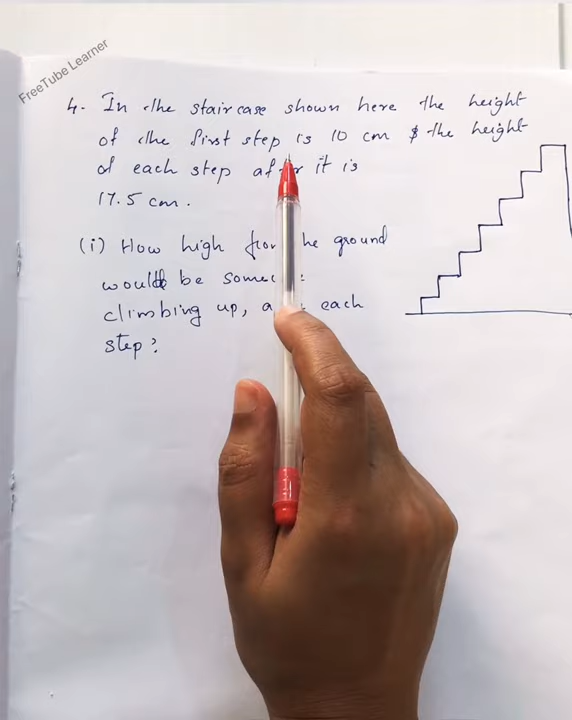 FreeTube Learner
4. In the staircase shown here the height
of the first step is 10 cm & the height
of each step it is
17.5 cm.
(i) How high the ground
would be
climbing up, each
step?